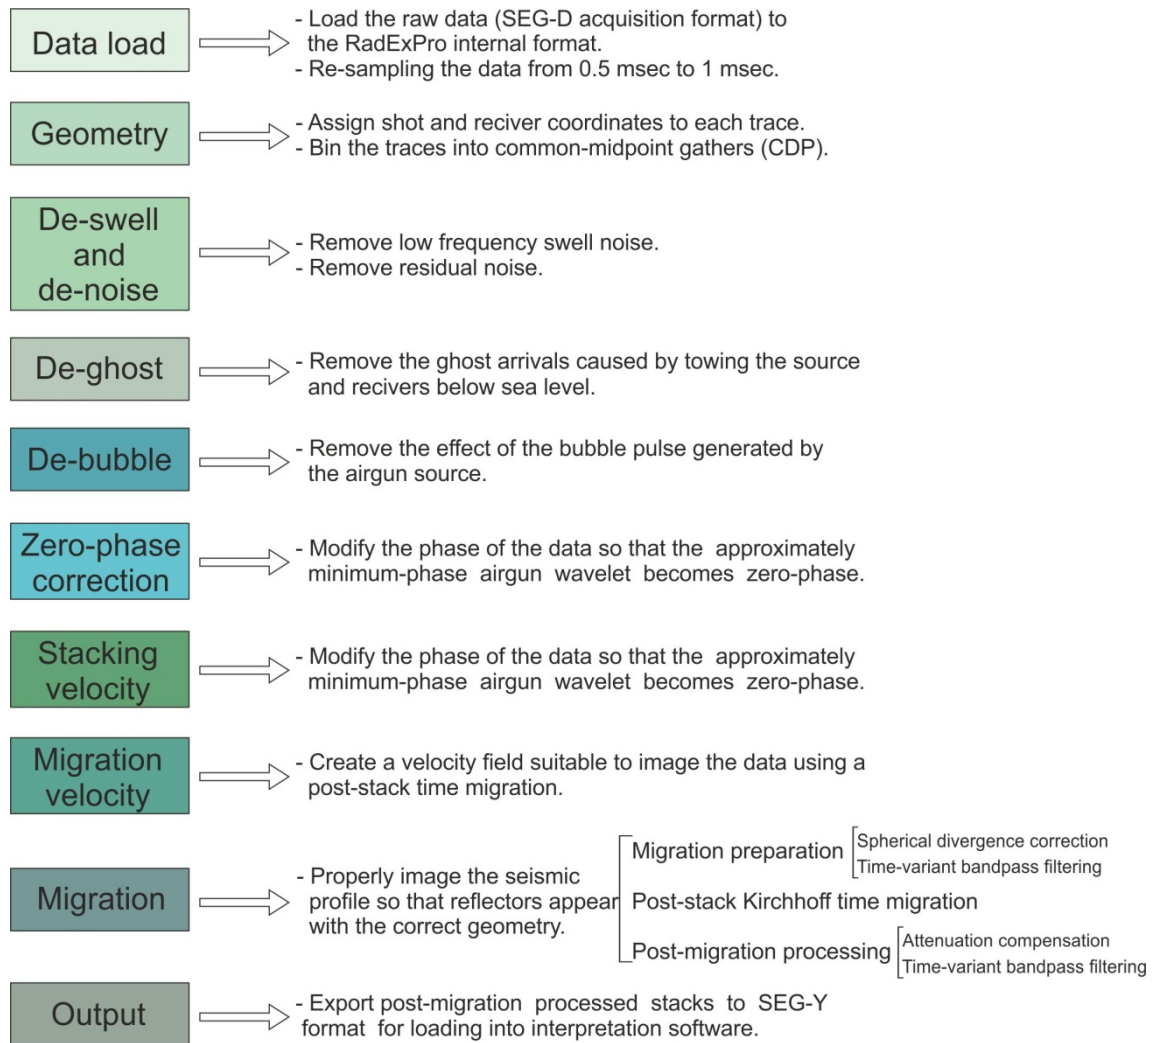 Data load
- Load the raw data (SEG-D acquisition format) to
the RadExPro internal format.
- Re-sampling the data from 0.5 msec to 1 msec.
Geometry
- Assign shot and reciver coordinates to each trace.
- Bin the traces into common-midpoint gathers (CDP).
De-swell
and
de-noise
- Remove low frequency swell noise.
- Remove residual noise.
De-ghost
- Remove the ghost arrivals caused by towing the source
and recivers below sea level.
De-bubble
- Remove the effect of the bubble pulse generated by
the airgun source.
Zero-phase
correction
- Modify the phase of the data so that the approximately
minimum-phase airgun wavelet becomes zero-phase.
Stacking
velocity
- Modify the phase of the data so that the approximately
minimum-phase airgun wavelet becomes zero-phase.
Migration
velocity
- Create a velocity field suitable to image the data using a
post-stack time migration.
Migration
- Properly image the seismic
profile so that reflectors appear
with the correct geometry.
Migration preparation
Spherical divergence correction
Time-variant bandpass filtering
Post-stack Kirchhoff time migration
Post-migration processing
Attenuation compensation
Time-variant bandpass filtering
Output
- Export post-migration processed stacks to SEG-Y
format for loading into interpretation software.